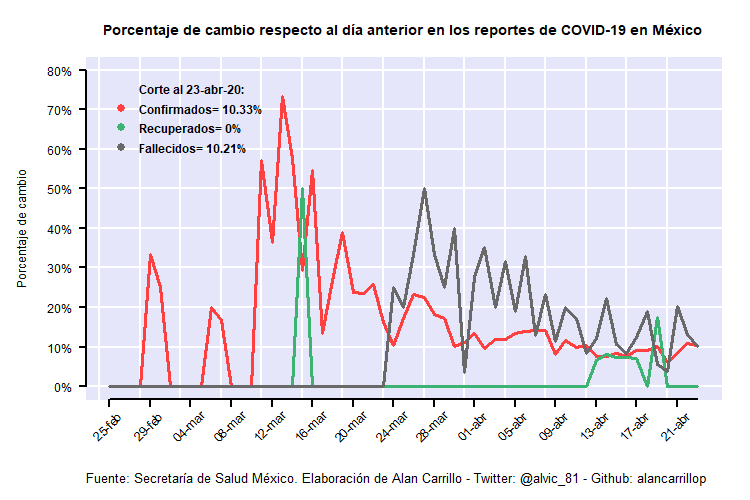 Porcentaje de cambio respecto al día anterior en los reportes de COVID-19 en México
80%
70%
60%
50%
40%
30%
20%
10%
0%
Porcentaje de cambio
Corte al 23-abr-20:
Confirmados= 10.33%
Recuperados= 0%
Fallecidos= 10.21%
25-feb
29-feb
04-mar
08-mar
12-mar
16-mar
20-mar
24-mar
28-mar
01-abr
05-abr
09-abr
13-abr
17-abr
21-abr
Fuente: Secretaría de Salud México. Elaboración de Alan Carrillo - Twitter: @alvic_81 - Github: alancarrillop